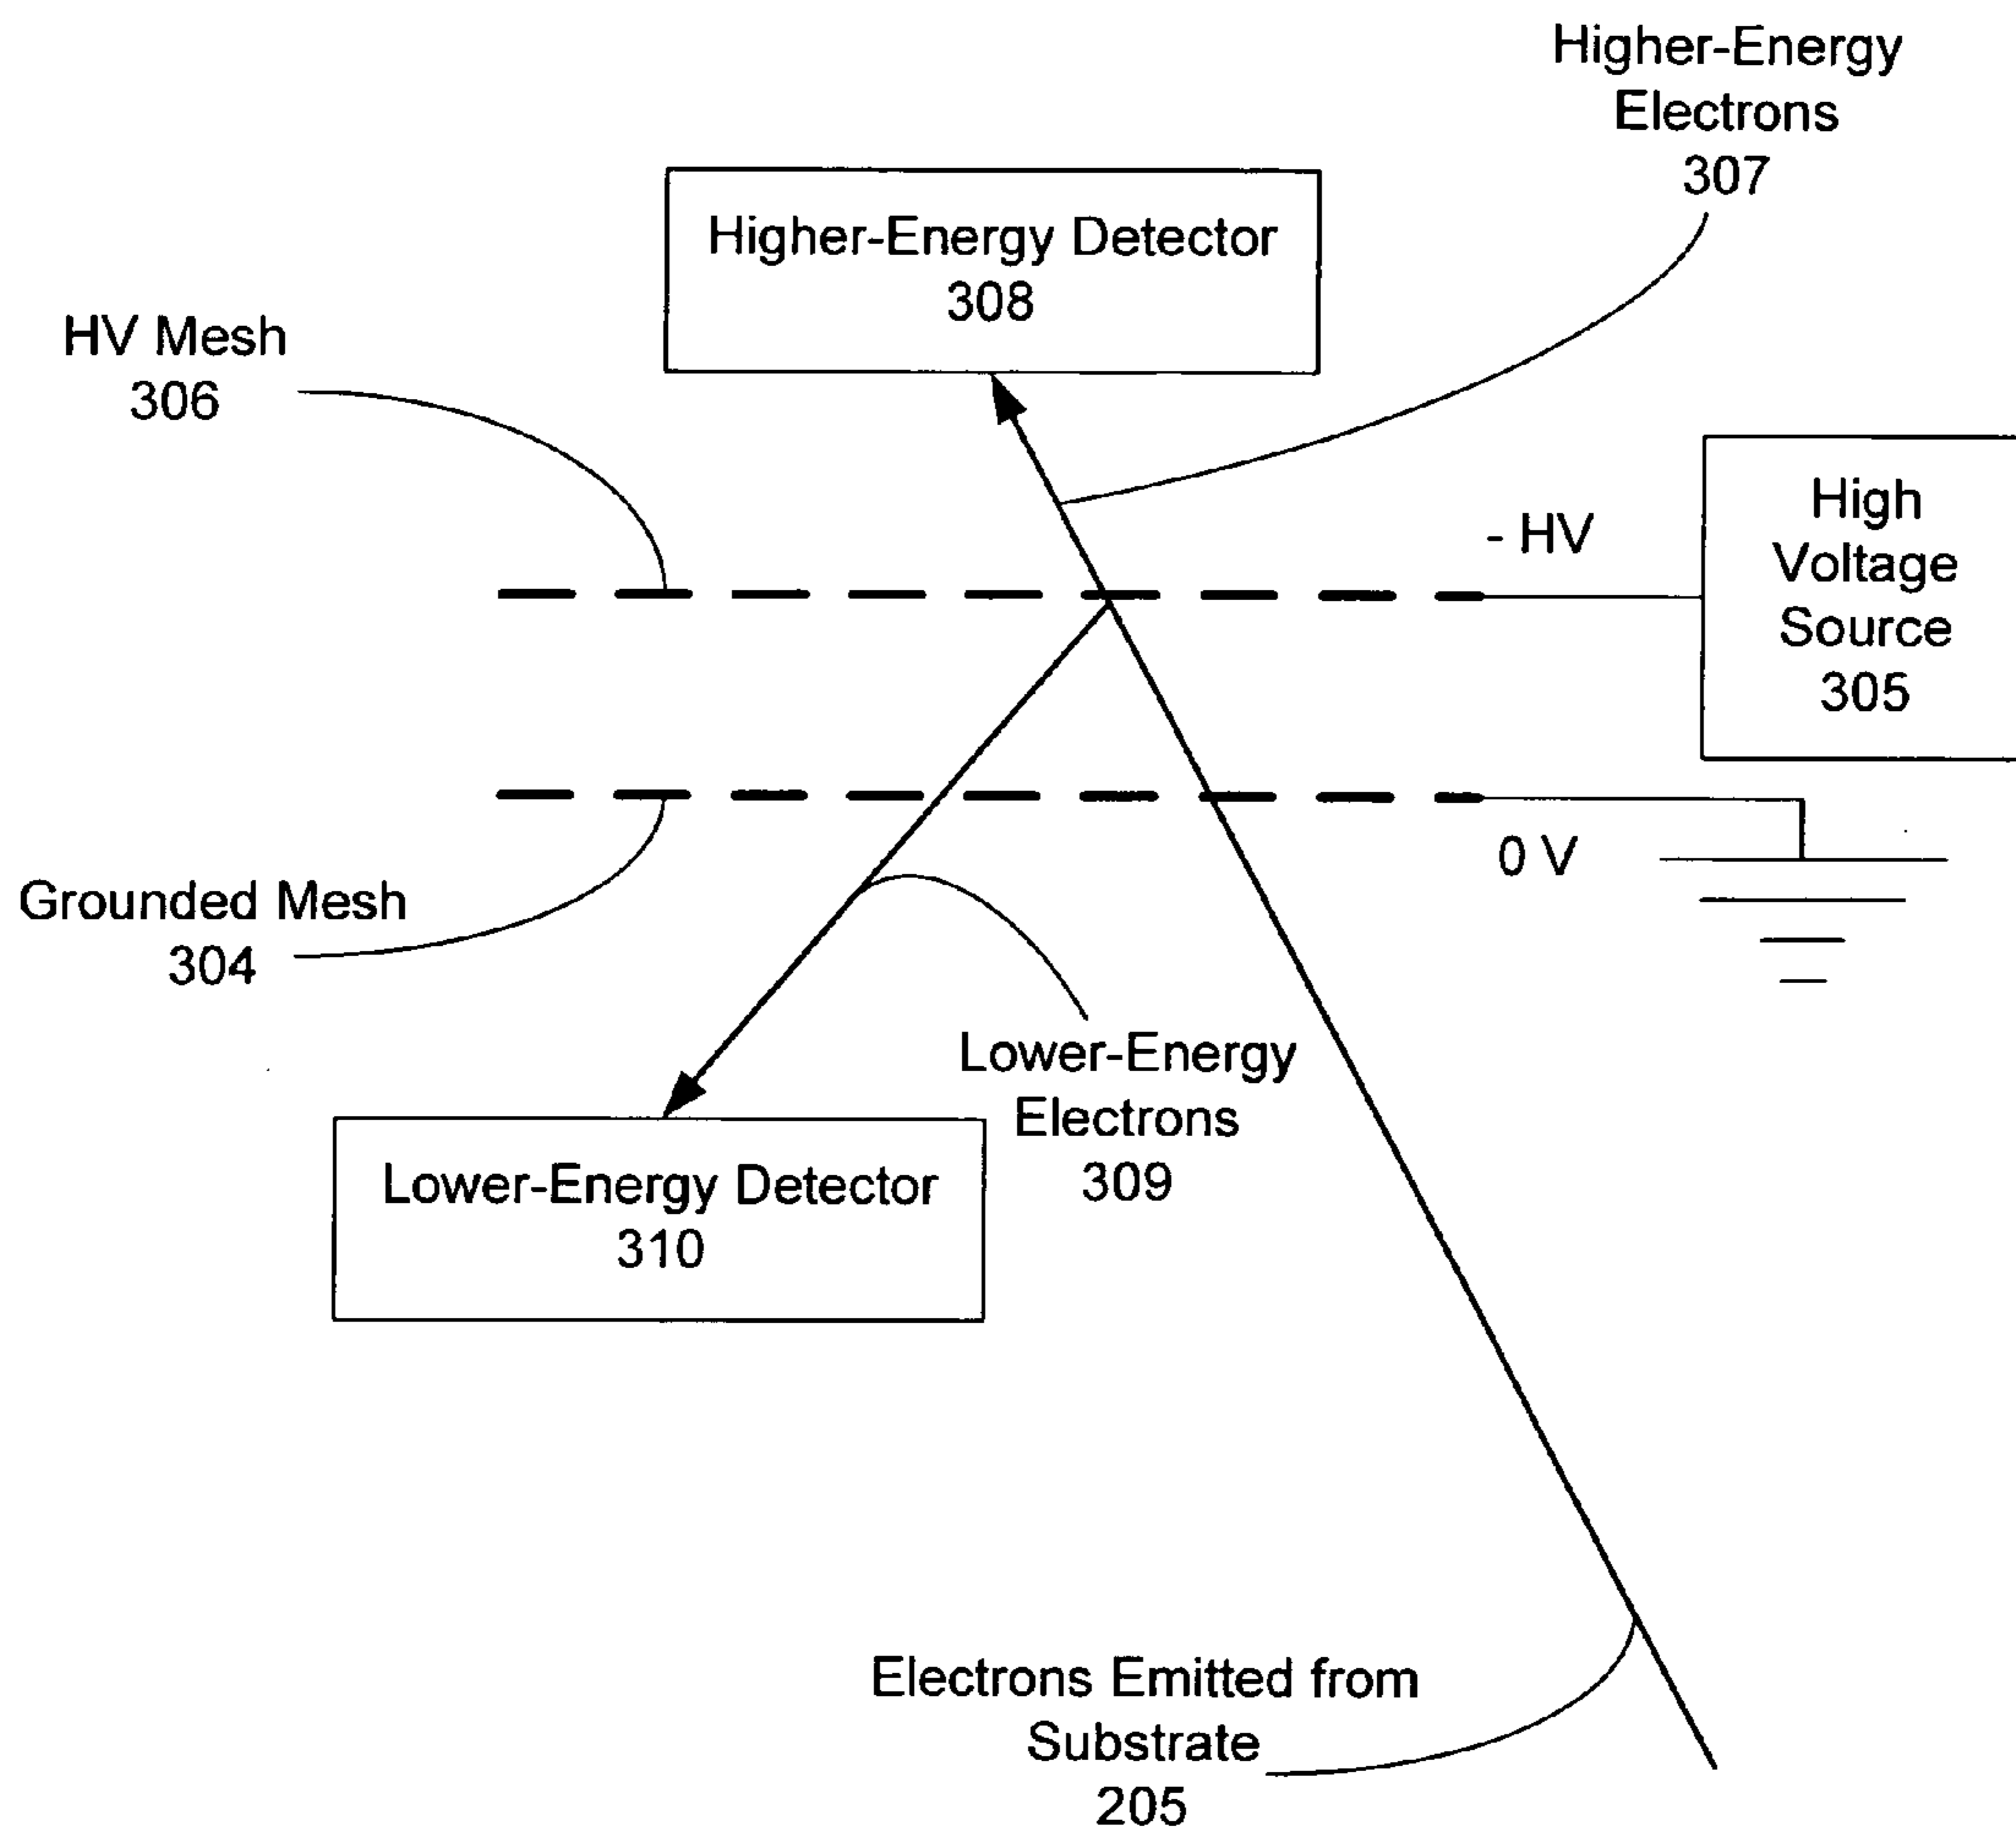 Higher-Energy
Electrons
307
Higher-Energy Detector
308
HV Mesh
306
- HV
High
Voltage
Source
305
0 V
Grounded Mesh
304
Lower-Energy
Electrons
309
Lower-Energy Detector
310
Electrons Emitted from
Substrate
205